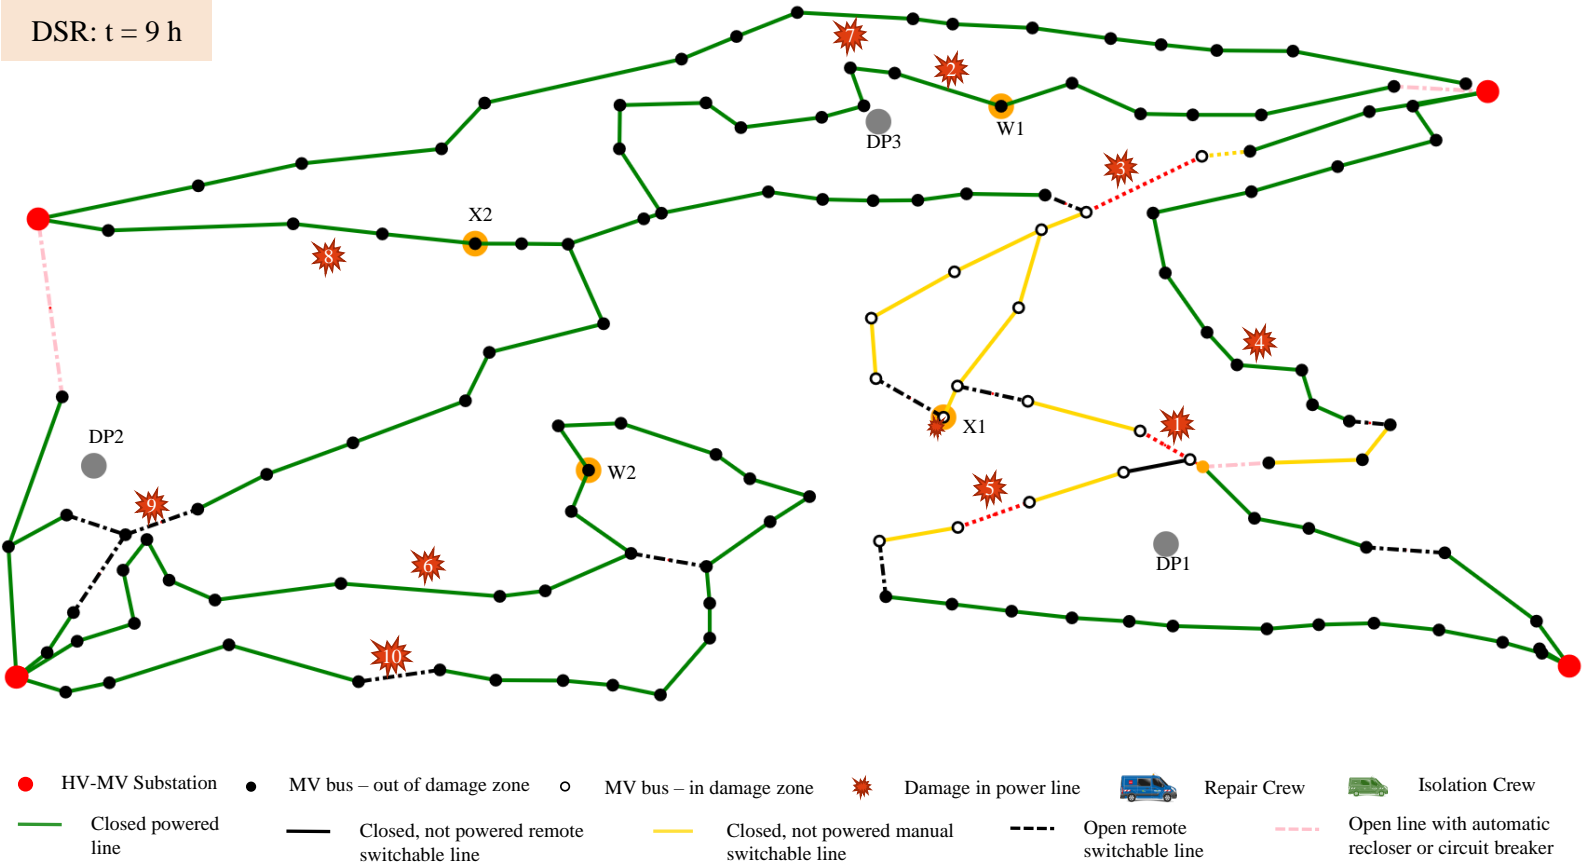 DSR: t = 9 h
7
2
W1
DP3
3
X2
8
4
DP2
W2
X1
1
5
9
6
DP1
10
HV-MV Substation
MV bus – out of damage zone
MV bus – in damage zone
Damage in power line
Repair Crew
Isolation Crew
Closed powered
line
Closed, not powered remote
switchable line
Closed, not powered manual
switchable line
Open remote
switchable line
Open line with automatic
recloser or circuit breaker